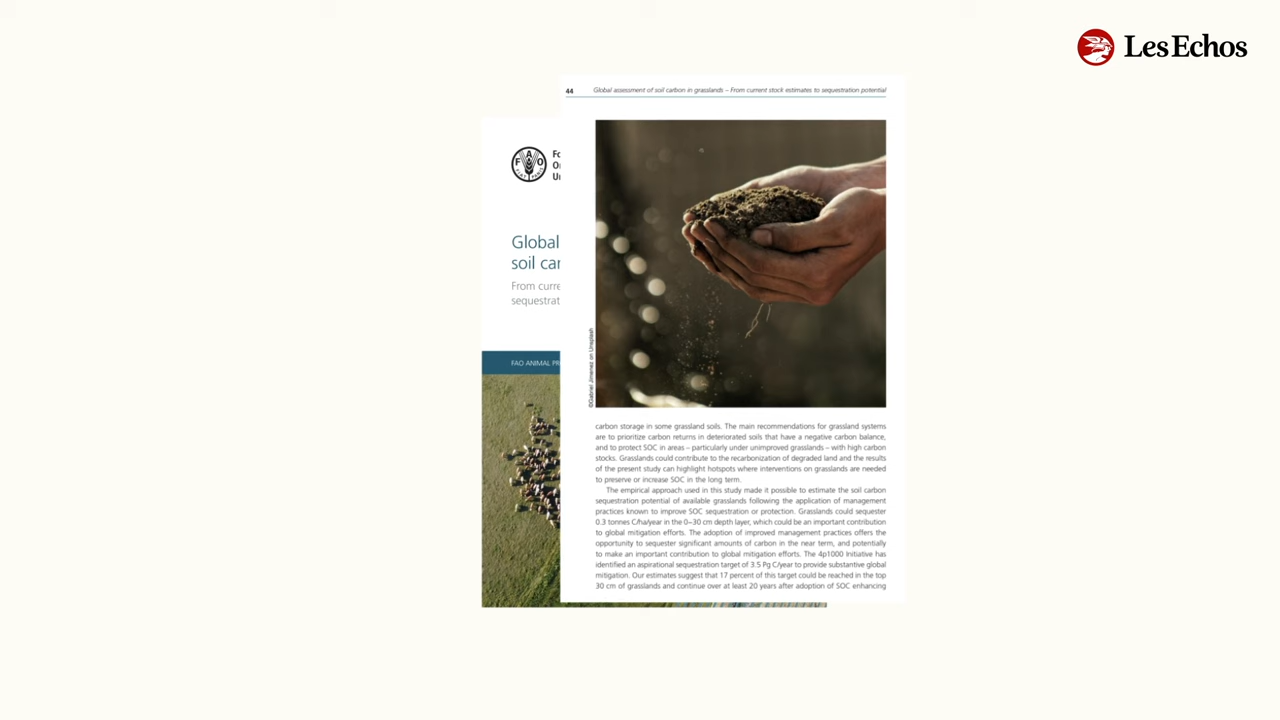 LesEchos
44 Global assessment of soil carbon in grasslands – From current stock estimates to sequestration potential
FAO
FIAT PANIS
Global
soil car
From curre
sequestrat
FAO ANIMAL PR
©Gabriel Jimenez on Unsplash
carbon storage in some grassland soils. The main recommendations for grassland systems
are to prioritize carbon returns in deteriorated soils that have a negative carbon balance,
and to protect SOC in areas – particularly under unimproved grasslands – with high carbon
stocks. Grasslands could contribute to the recarbonization of degraded land and the results
of the present study can highlight hotspots where interventions on grasslands are needed
to preserve or increase SOC in the long term.
The empirical approach used in this study made it possible to estimate the soil carbon
sequestration potential of available grasslands following the application of management
practices known to improve SOC sequestration or protection. Grasslands could sequester
0.3 tonnes C/ha/year in the 0–30 cm depth layer, which could be an important contribution
to global mitigation efforts. The adoption of improved management practices offers the
opportunity to sequester significant amounts of carbon in the near term, and potentially
to make an important contribution to global mitigation efforts. The 4p1000 Initiative has
identified an aspirational sequestration target of 3.5 Pg C/year to provide substantive global
mitigation. Our estimates suggest that 17 percent of this target could be reached in the top
30 cm of grasslands and continue over at least 20 years after adoption of SOC enhancing